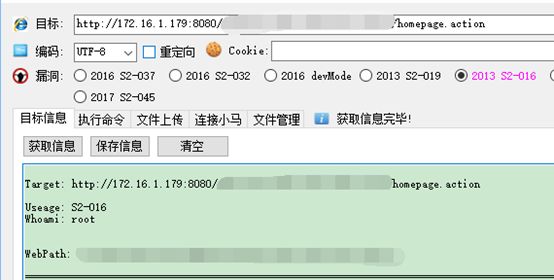 目标: http://172.16.1.179:8080/ /homepage.action
编码: UTF-8 重定向 Cookie:
漏洞: 2016 S2-037 2016 S2-032 2016 devMode 2013 S2-019 2013 S2-016
2017 S2-045
目标信息 执行命令 文件上传 连接小马 文件管理 获取信息完毕!
获取信息 保存信息 清空
Target: http://172.16.1.179:8080/ /homepage.action
Useage: S2-016
Whoami: root
WebPath: